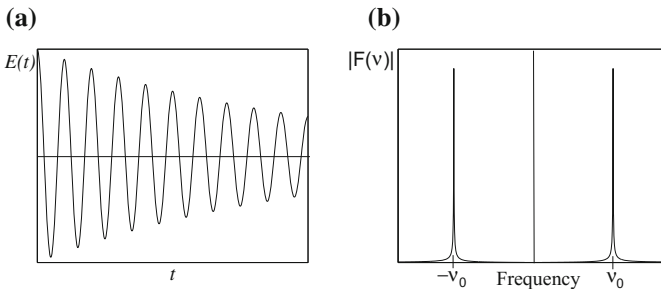 (a)
E(t)
t
(b)
|F(ν)|
−ν₀ Frequency ν₀